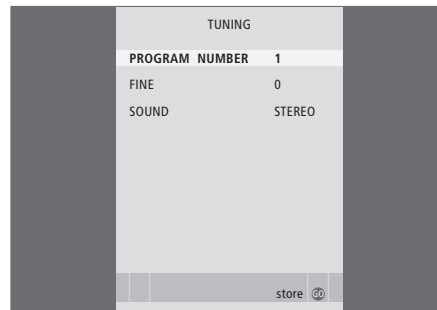 TUNING
PROGRAM NUMBER 1
FINE 0
SOUND STEREO
store GO